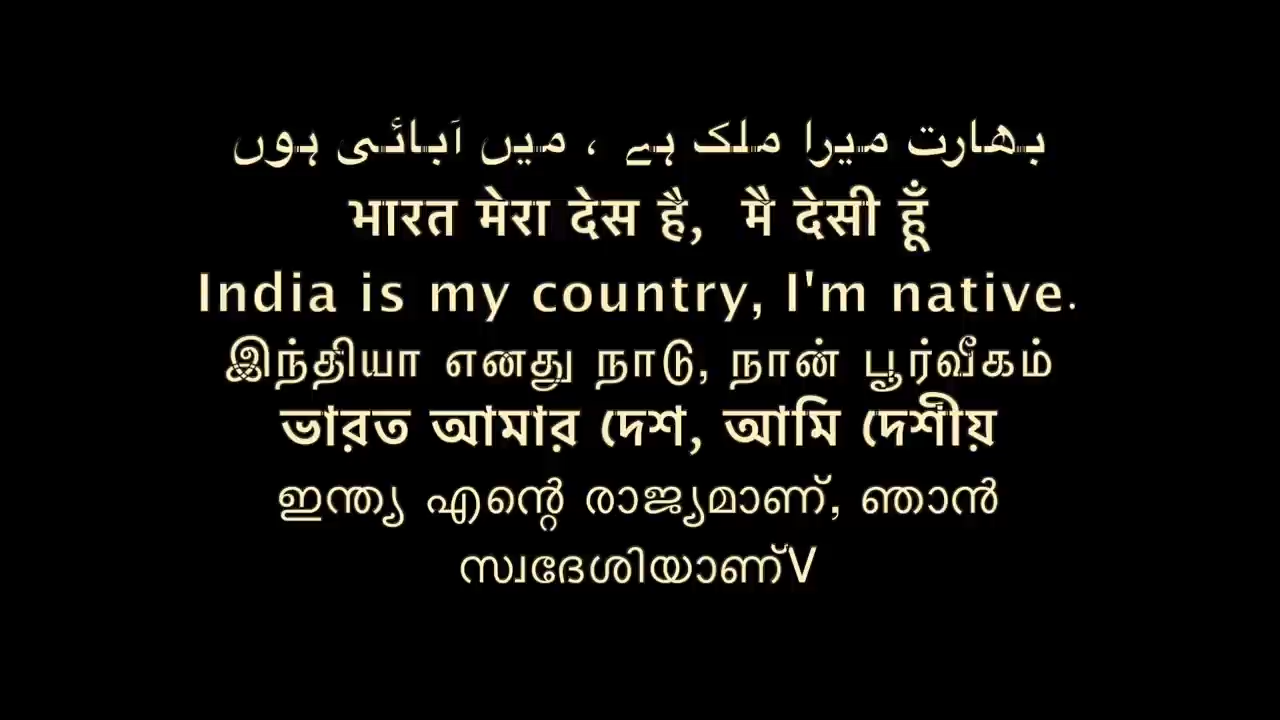 بھارت میرا ملک ہے ، میں آبائی ہوں
भारत मेरा देस है, मै देसी हूँ
India is my country, I'm native.
இந்தியா எனது நாடு, நான் பூர்வீகம்
ভারত আমার দেশ, আমি দেশীয়
ഇന്ത്യ എന്റെ രാജ്യമാണ്, ഞാൻ
സ്വദേശിയാണ്V